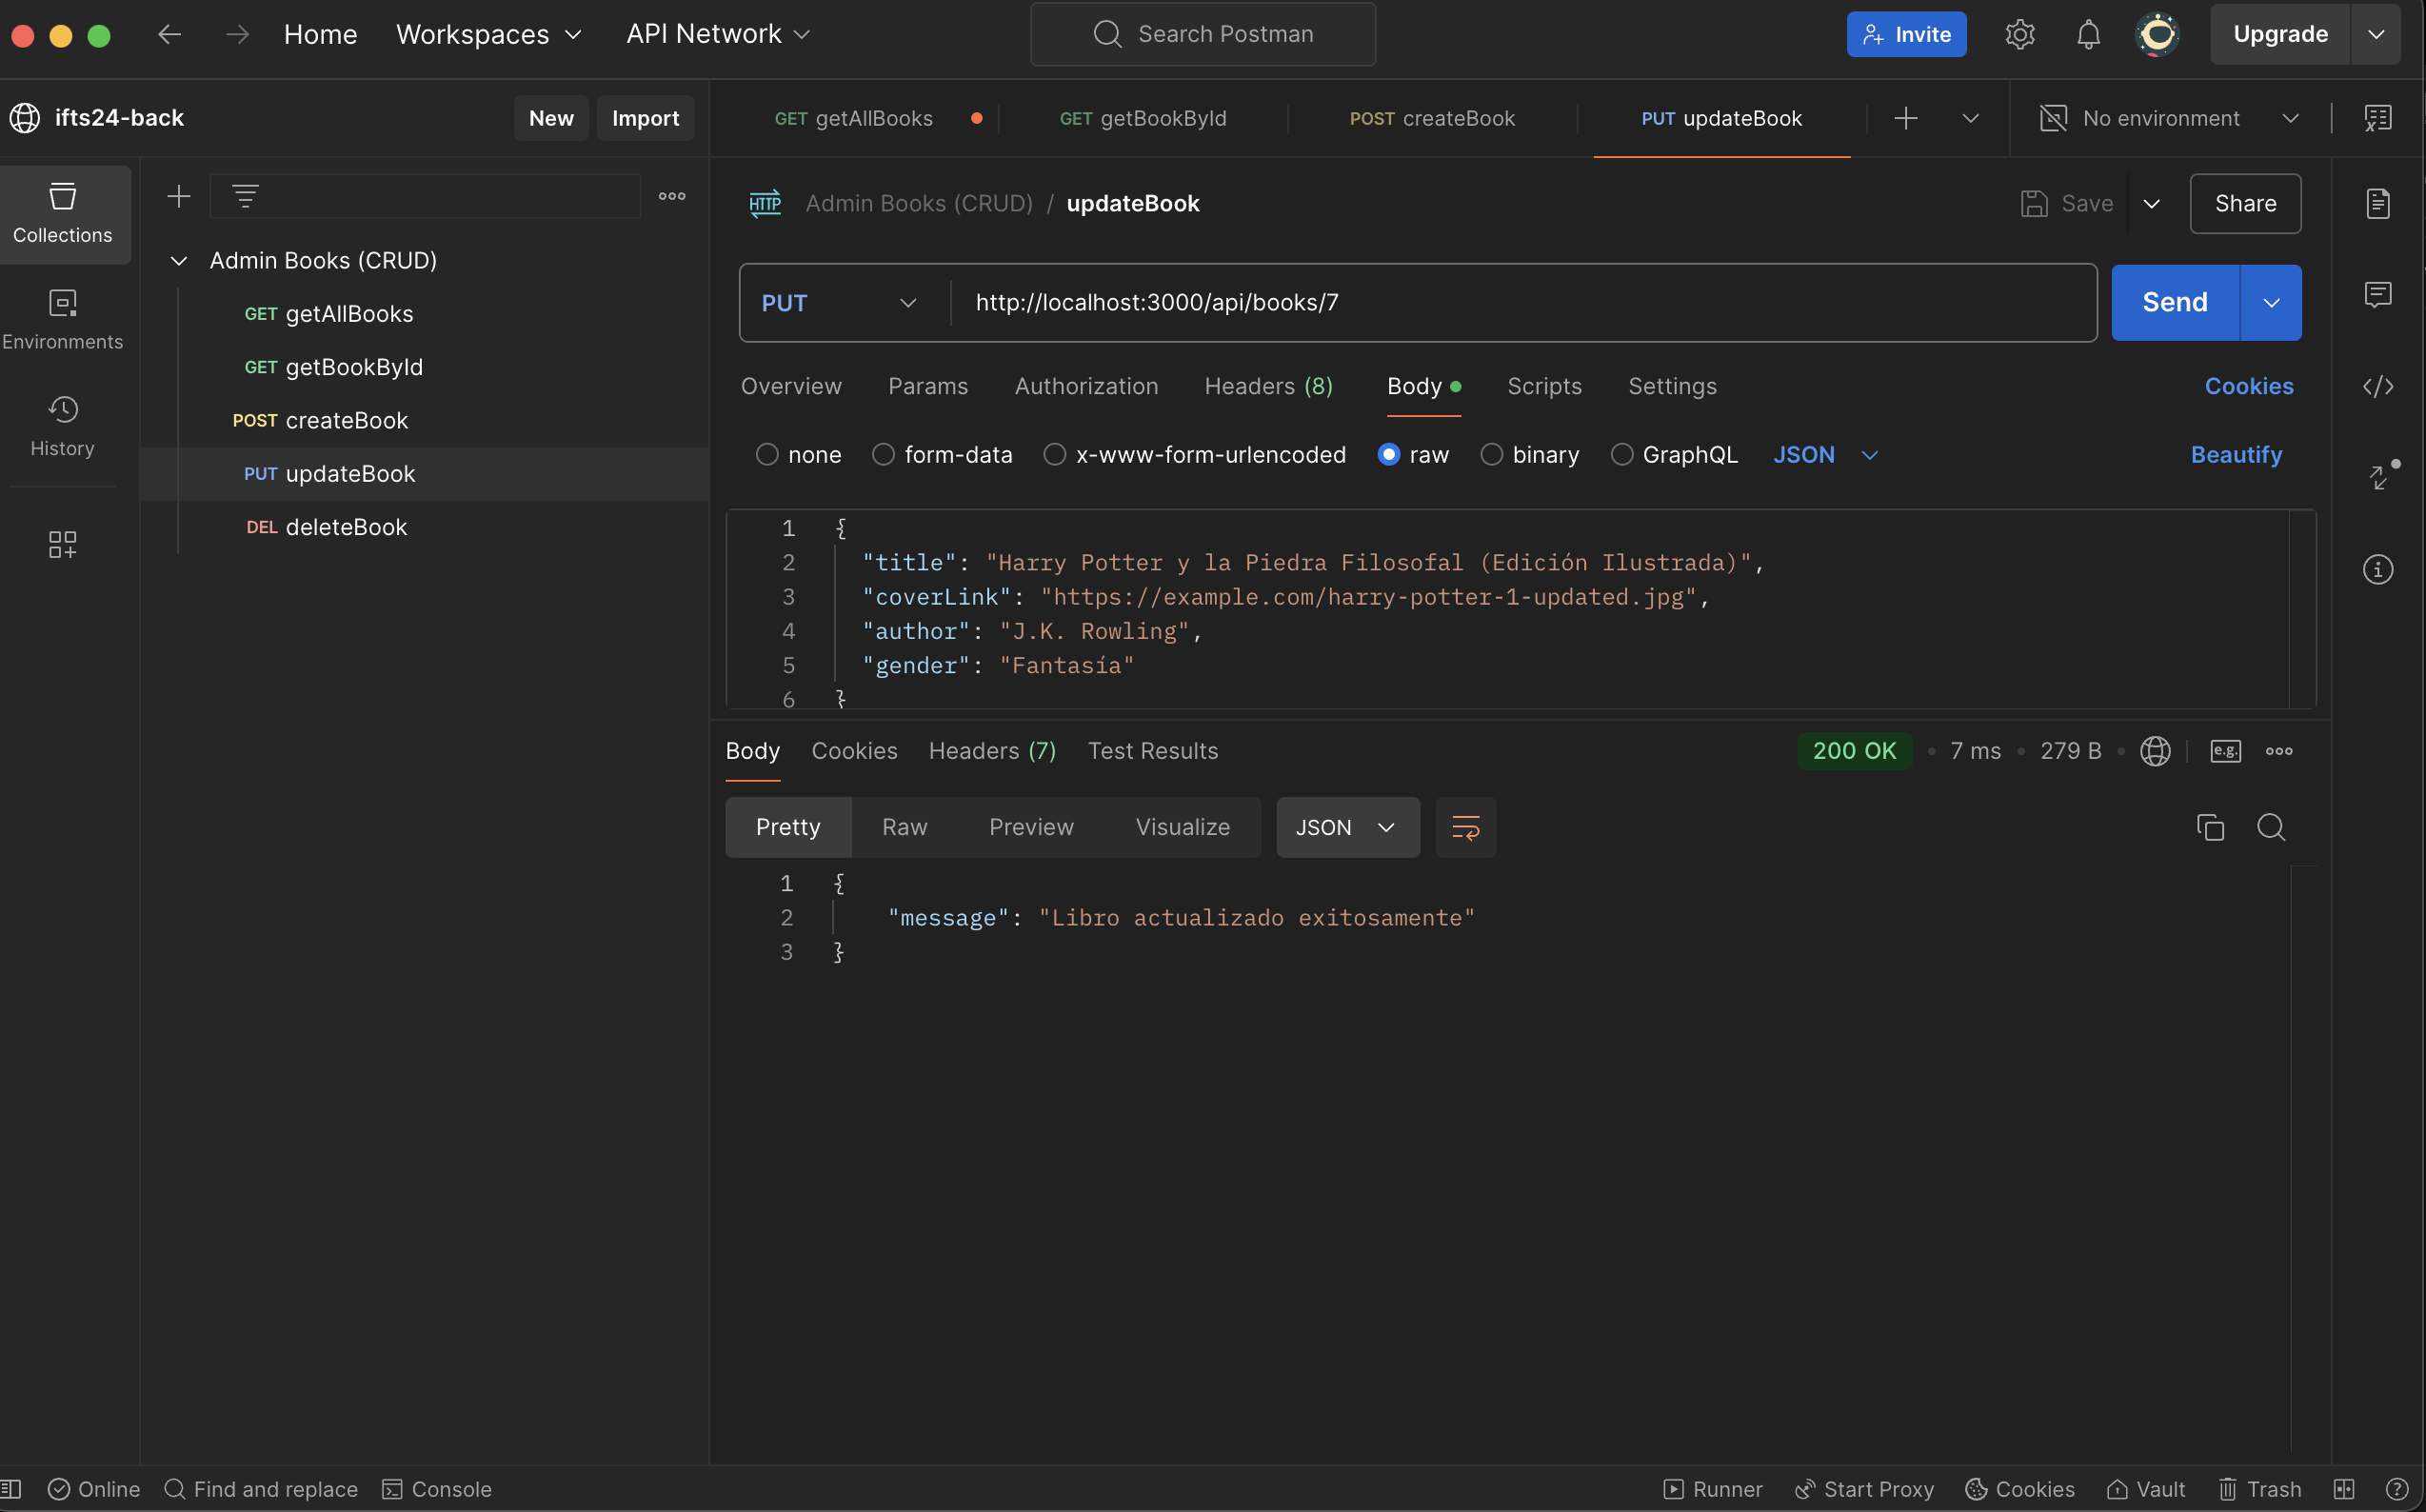 Home Workspaces API Network Search Postman Invite Upgrade
ifts24-back New Import GET getAllBooks GET getBookById POST createBook PUT updateBook No environment
Collections
Environments
History
Admin Books (CRUD)
GET getAllBooks
GET getBookById
POST createBook
PUT updateBook
DEL deleteBook
HTTP Admin Books (CRUD) / updateBook Save Share
PUT http://localhost:3000/api/books/7 Send
Overview Params Authorization Headers (8) Body Scripts Settings Cookies
none form-data x-www-form-urlencoded raw binary GraphQL JSON Beautify
1 {
2 "title": "Harry Potter y la Piedra Filosofal (Edición Ilustrada)",
3 "coverLink": "https://example.com/harry-potter-1-updated.jpg",
4 "author": "J.K. Rowling",
5 "gender": "Fantasía"
6 }
Body Cookies Headers (7) Test Results 200 OK • 7 ms • 279 B • e.g.
Pretty Raw Preview Visualize JSON
1 {
2 "message": "Libro actualizado exitosamente"
3 }
Online Find and replace Console Runner Start Proxy Cookies Vault Trash